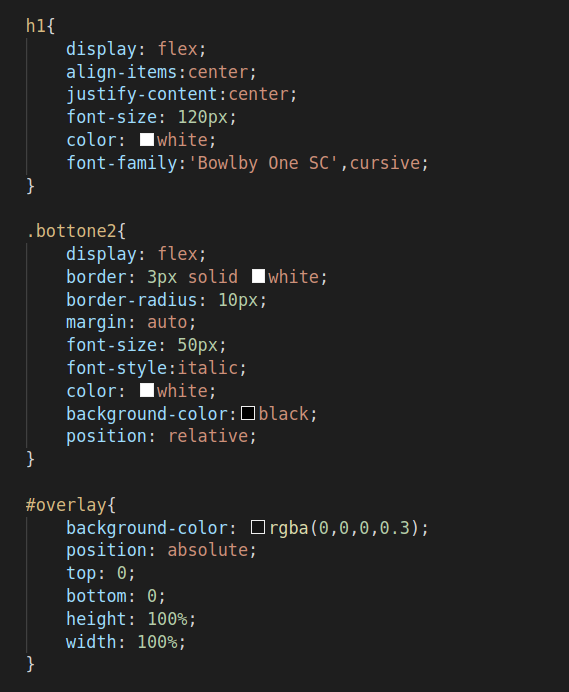 h1{
    display: flex;
    align-items:center;
    justify-content:center;
    font-size: 120px;
    color: white;
    font-family:'Bowlby One SC',cursive;
}

.bottone2{
    display: flex;
    border: 3px solid white;
    border-radius: 10px;
    margin: auto;
    font-size: 50px;
    font-style:italic;
    color: white;
    background-color:black;
    position: relative;
}

#overlay{
    background-color: rgba(0,0,0,0.3);
    position: absolute;
    top: 0;
    bottom: 0;
    height: 100%;
    width: 100%;
}